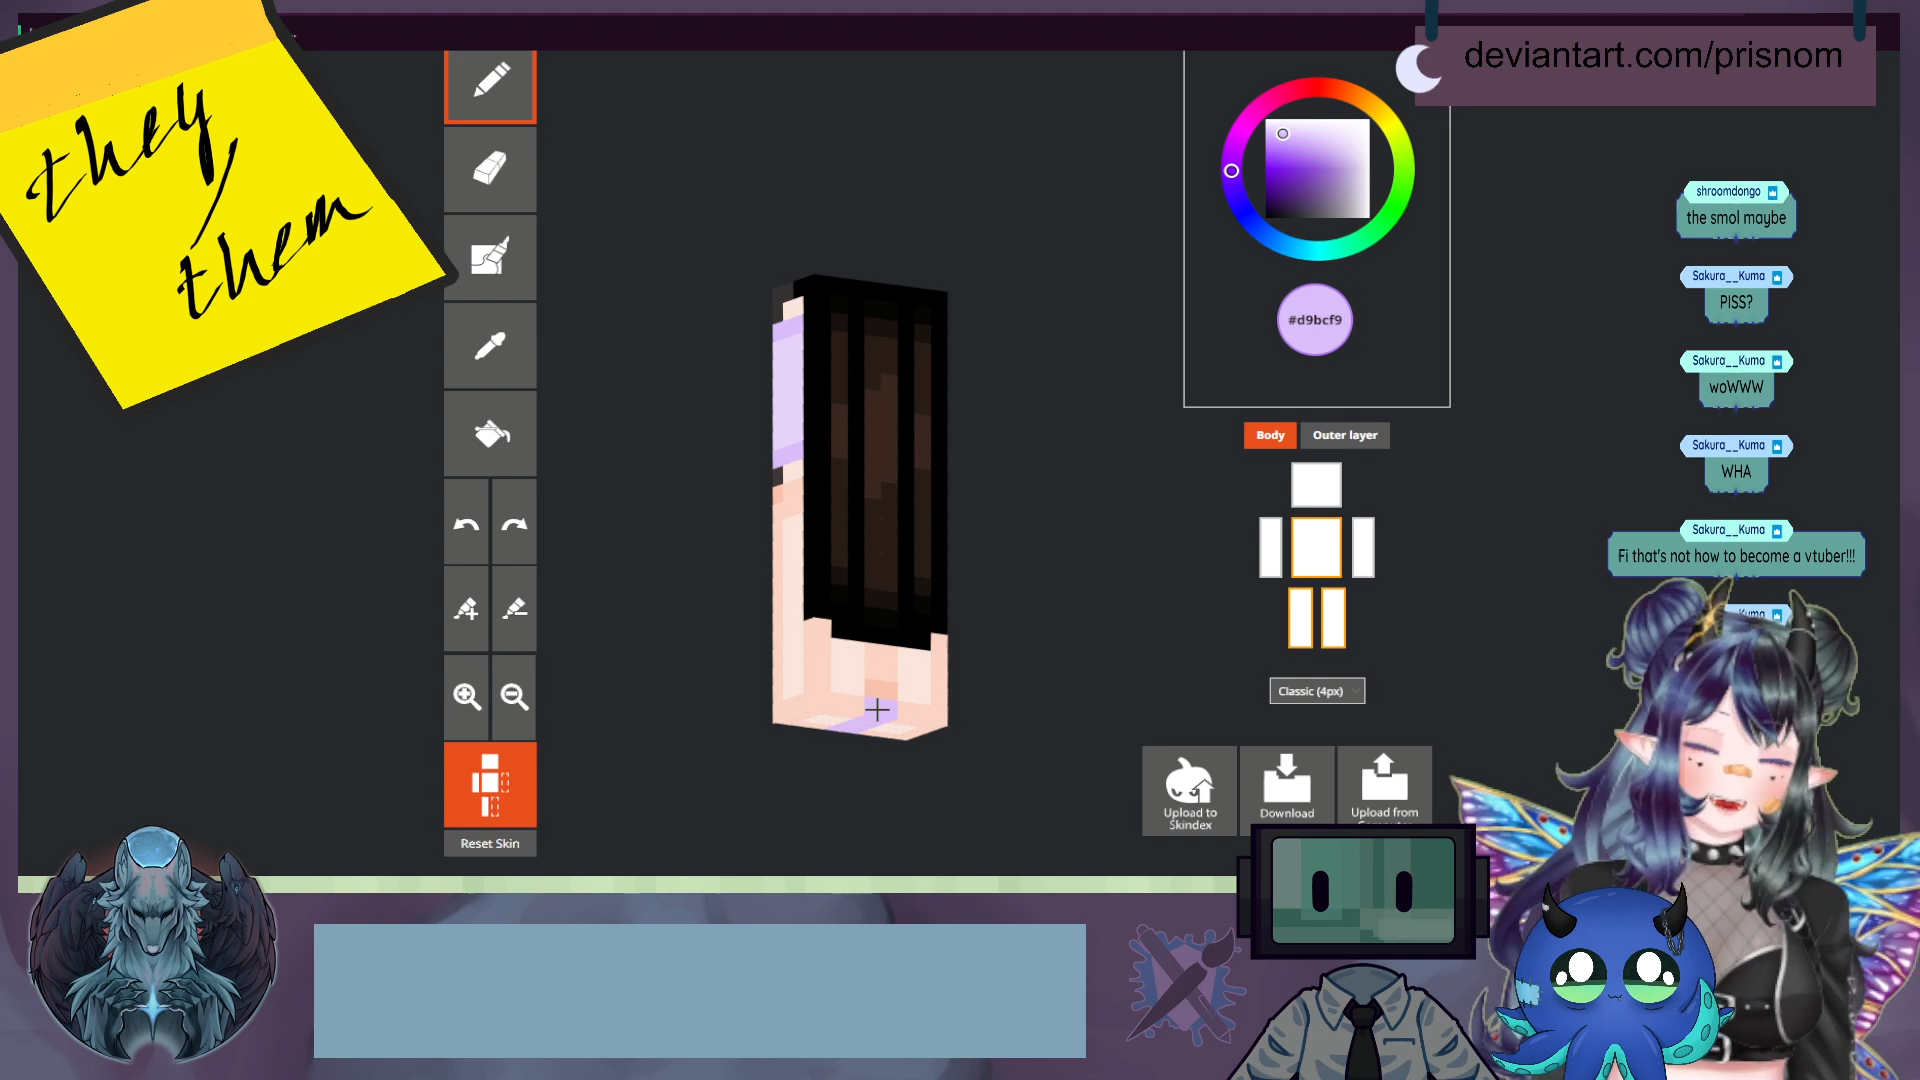 they
/
them
deviantart.com/prisnom
#d9bcf9
Body
Outer layer
Classic (4px)
Upload to
Skindex
Download
Upload from
Reset Skin
shroomdongo
the smol maybe
Sakura__Kuma
PISS?
Sakura__Kuma
woWWW
Sakura__Kuma
WHA
Sakura__Kuma
Fi that's not how to become a vtuber!!!
Kuma